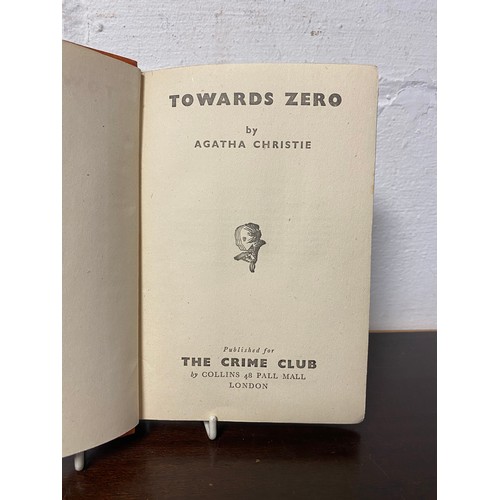 TOWARDS ZERO
by
AGATHA CHRISTIE
Published for
THE CRIME CLUB
by COLLINS 48 PALL MALL
LONDON